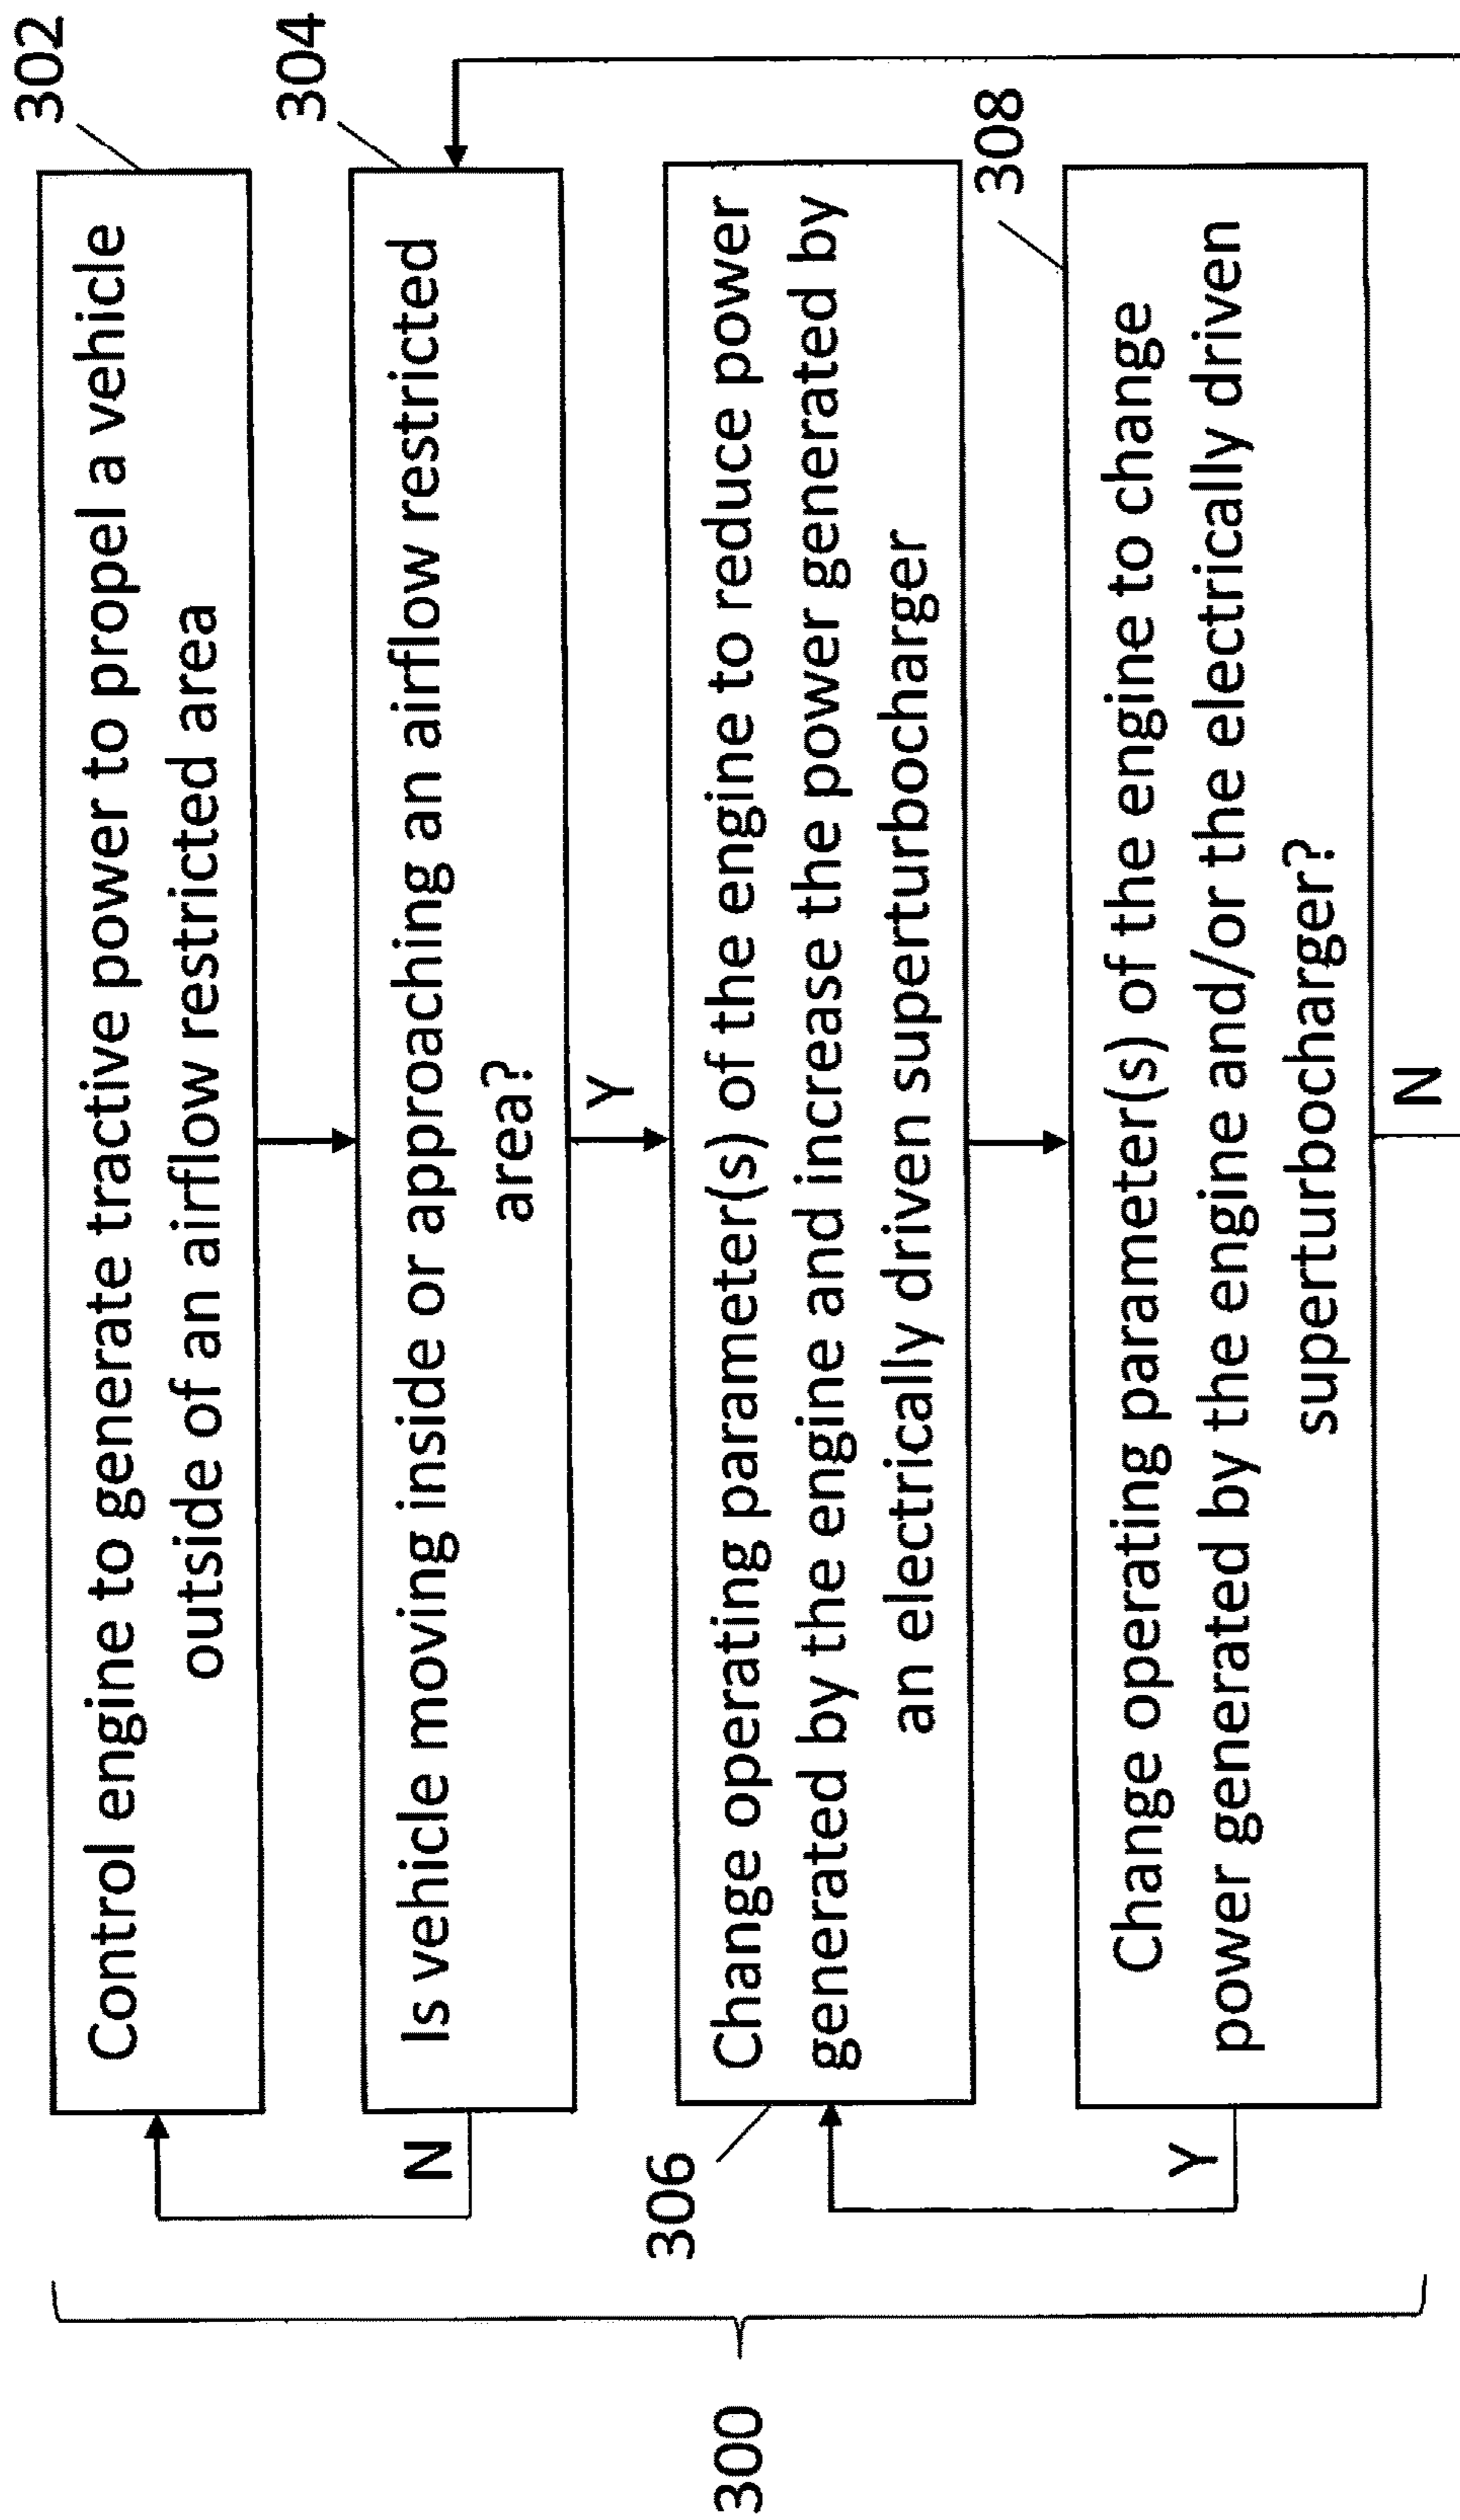 302
Control engine to generate tractive power to propel a vehicle
outside of an airflow restricted area
304
Is vehicle moving inside or approaching an airflow restricted
area?
N
Y
306
Change operating parameter(s) of the engine to reduce power
generated by the engine and increase the power generated by
an electrically driven superturbocharger
308
Change operating parameter(s) of the engine to change
power generated by the engine and/or the electrically driven
superturbocharger?
Y
N
300